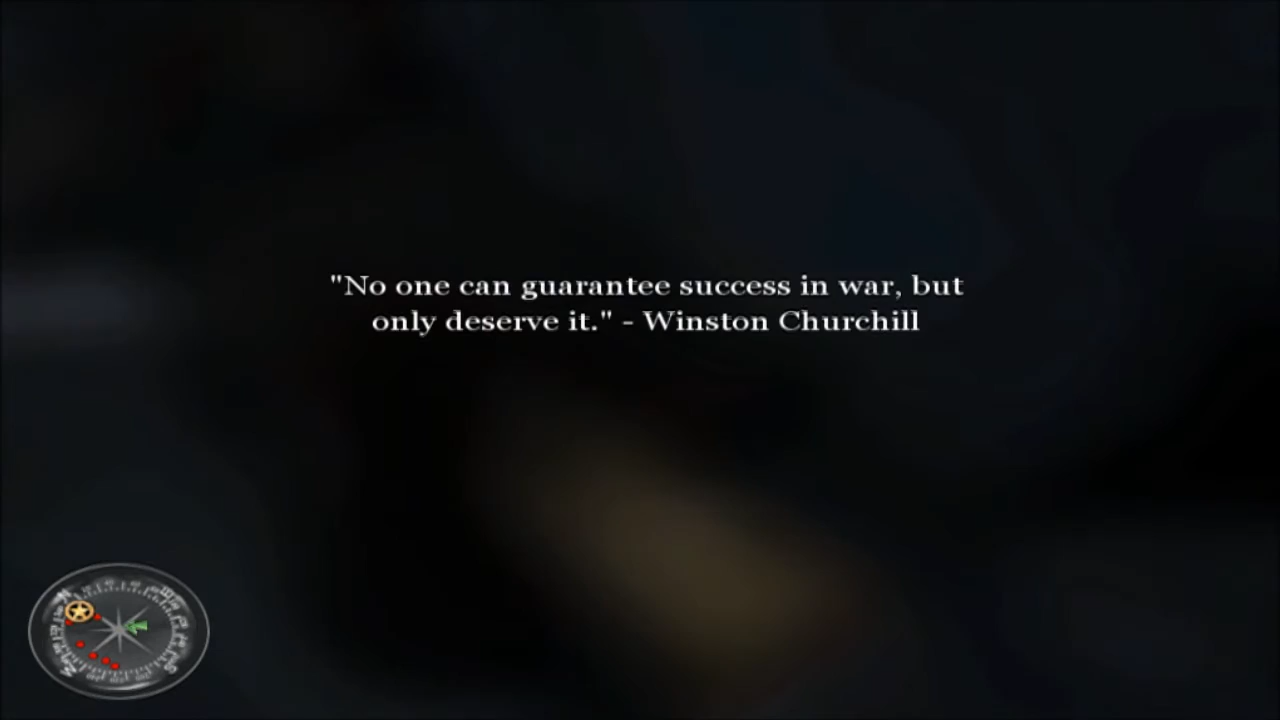 "No one can guarantee success in war, but
only deserve it." - Winston Churchill